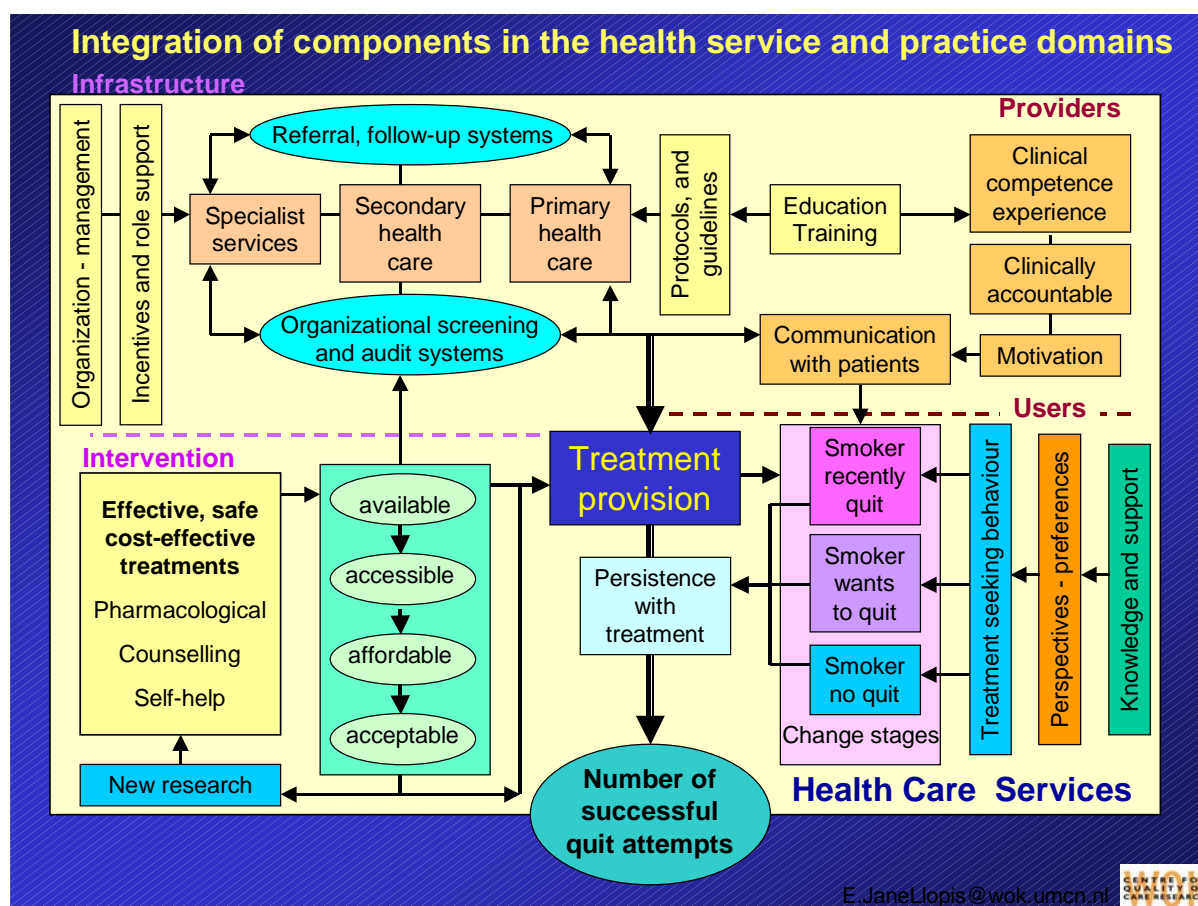 Integration of components in the health service and practice domains
Infrastructure
Providers
Organization - management
Incentives and role support
Referral, follow-up systems
Specialist
services
Secondary
health
care
Primary
health
care
Protocols, and
guidelines
Education
Training
Clinical
competence
experience
Clinically
accountable
Motivation
Communication
with patients
Organizational screening
and audit systems
Users
Intervention
Effective, safe
cost-effective
treatments
Pharmacological
Counselling
Self-help
New research
available
accessible
affordable
acceptable
Treatment
provision
Persistence
with
treatment
Number of
successful
quit attempts
Smoker
recently
quit
Smoker
wants
to quit
Smoker
no quit
Change stages
Treatment seeking behaviour
Perspectives - preferences
Knowledge and support
Health Care Services
E.JaneLlopis@wok.umcn.nl
CENTRE FO
QUALITY O
CARE RESEARC